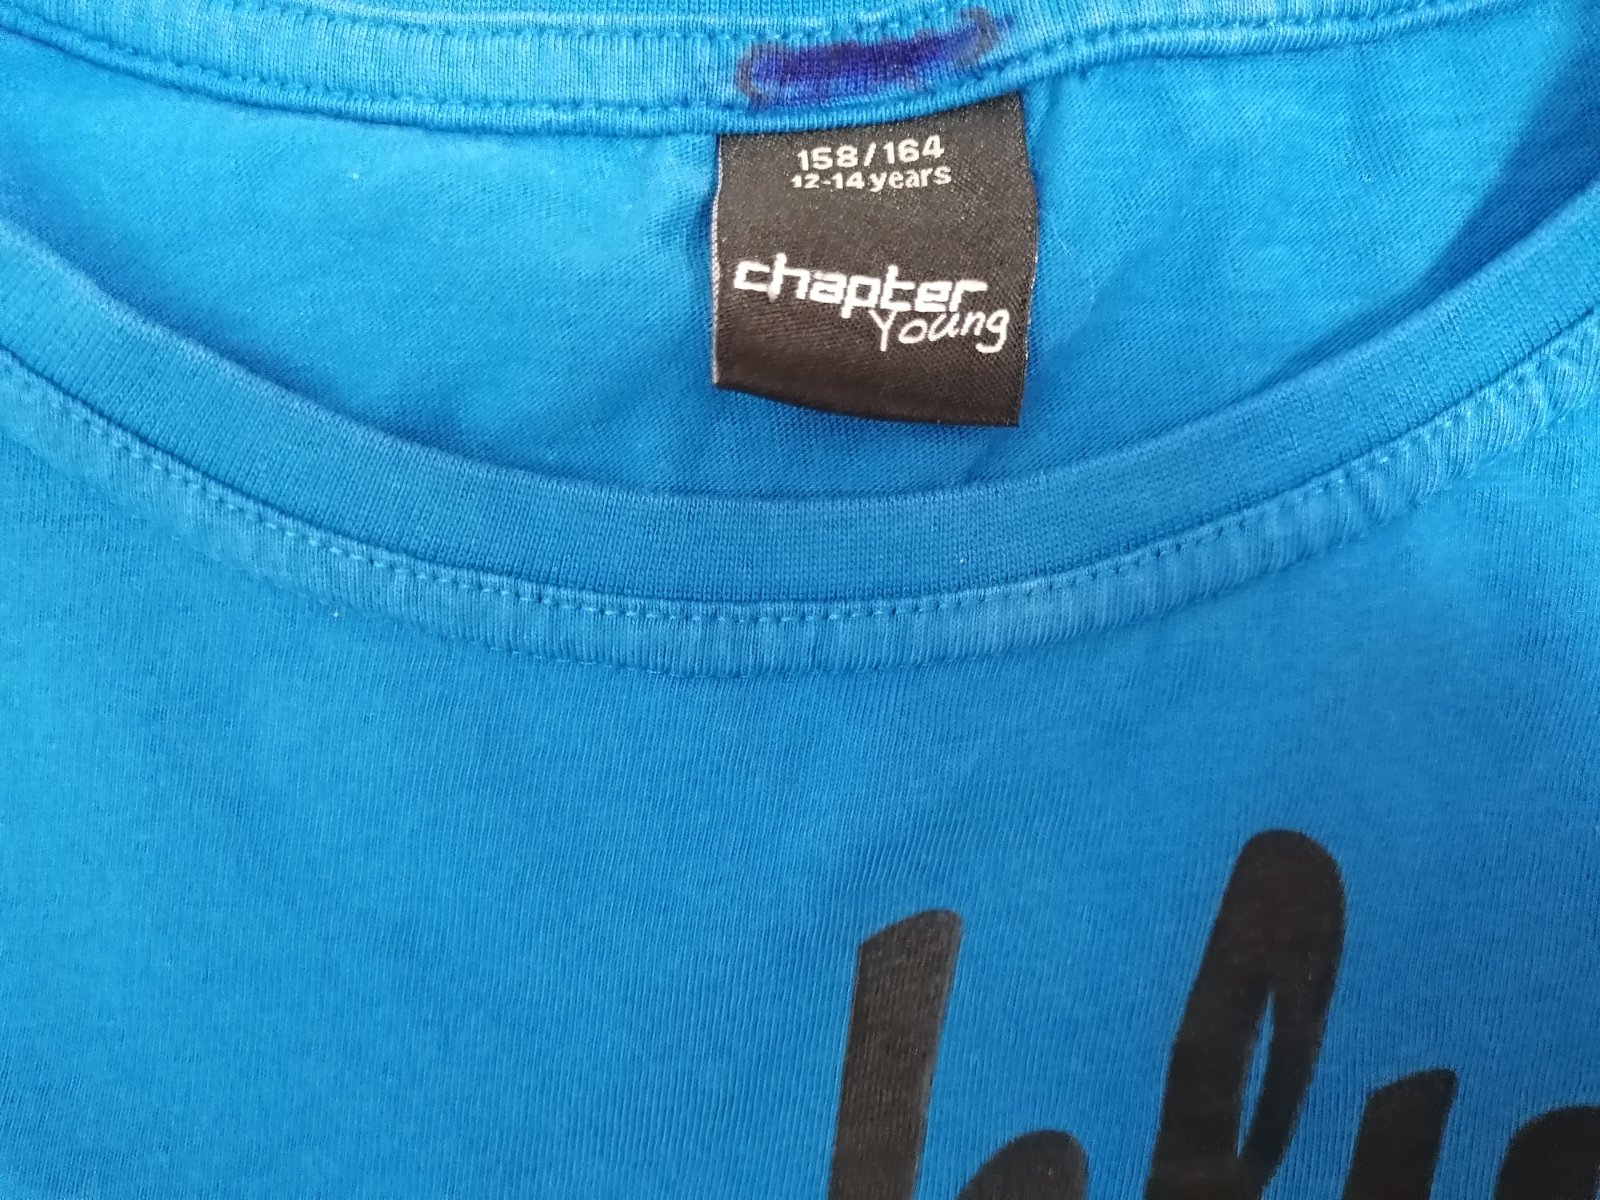 158/164
12-14 years
chapter
Young